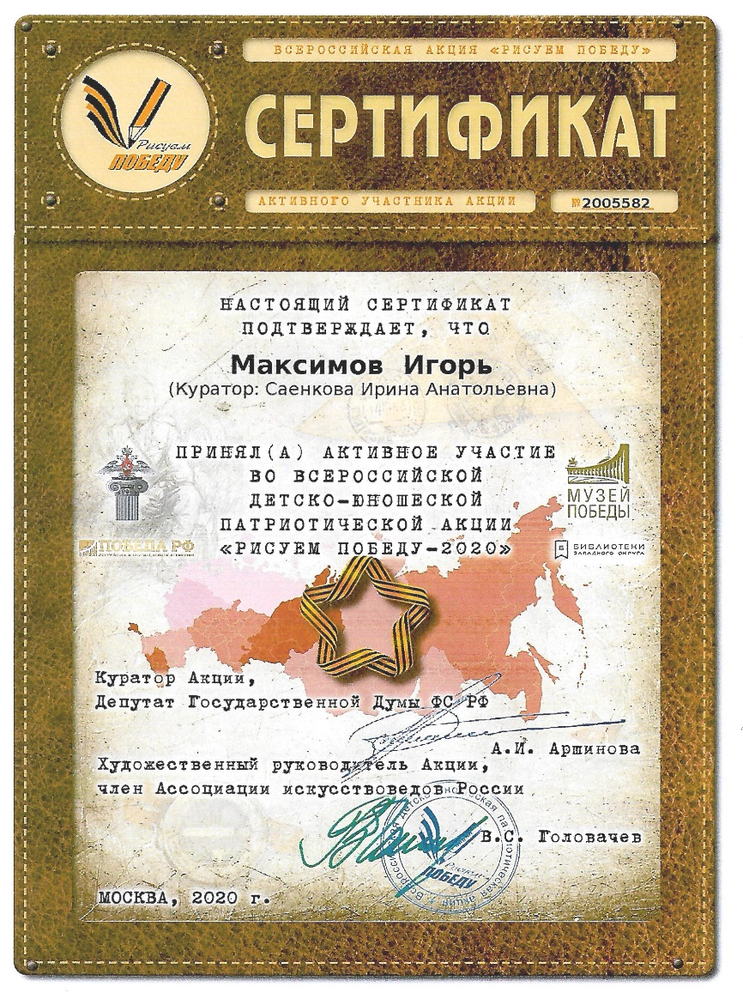 ВСЕРОССИЙСКАЯ АКЦИЯ «РИСУЕМ ПОБЕДУ»
Рисуем
ПОБЕДУ
СЕРТИФИКАТ
АКТИВНОГО УЧАСТНИКА АКЦИИ
№2005582
НАСТОЯЩИЙ СЕРТИФИКАТ
ПОДТВЕРЖДАЕТ, ЧТО
Максимов Игорь
(Куратор: Саенкова Ирина Анатольевна)
ПРИНЯЛ(А) АКТИВНОЕ УЧАСТИЕ
ВО ВСЕРОССИЙСКОЙ
ДЕТСКО-ЮНОШЕСКОЙ
ПАТРИОТИЧЕСКОЙ АКЦИИ
«РИСУЕМ ПОБЕДУ-2020»
ПОБЕДА РФ
МУЗЕЙ
ПОБЕДЫ
БИБЛИОТЕКИ
ЗАПАДНОГО ОКРУГА
Куратор Акции,
Депутат Государственной Думы ФС РФ
А.И. Аршинова
Художественный руководитель Акции,
член Ассоциации искусствоведов России
В.С. Головачев
Рисуем
ПОБЕДУ
МОСКВА, 2020 г.